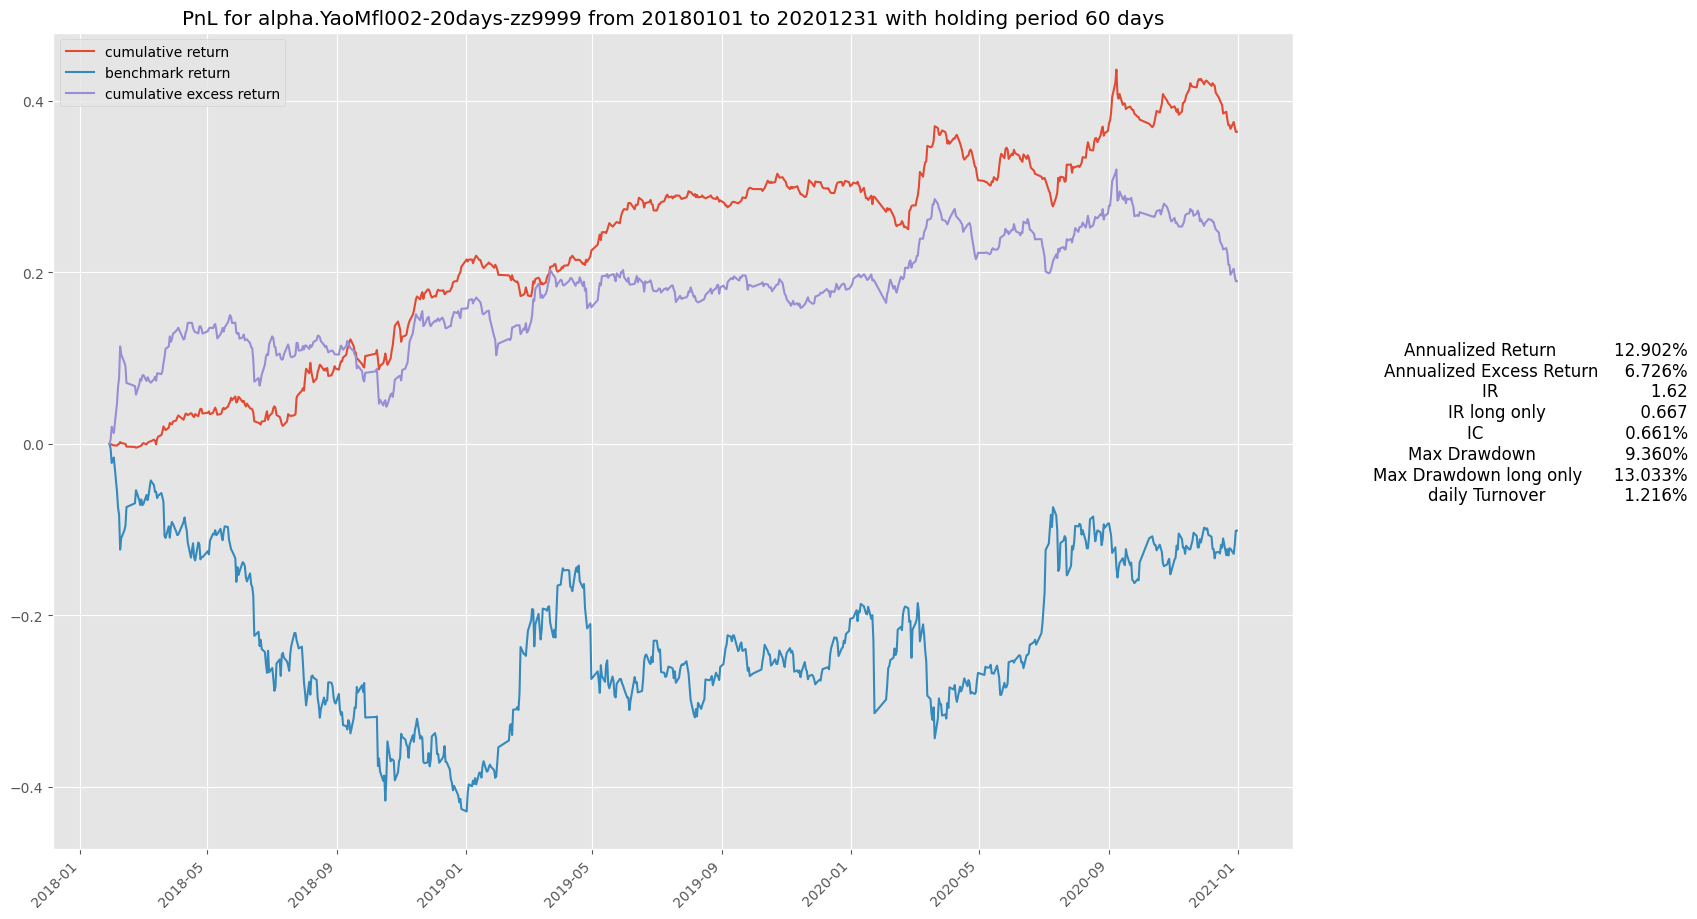 PnL for alpha.YaoMfl002-20days-zz9999 from 20180101 to 20201231 with holding period 60 days
cumulative return
benchmark return
cumulative excess return
0.4
0.2
0.0
−0.2
−0.4
2018-01
2018-05
2018-09
2019-01
2019-05
2019-09
2020-01
2020-05
2020-09
2021-01
Annualized Return 12.902%
Annualized Excess Return 6.726%
IR 1.62
IR long only 0.667
IC 0.661%
Max Drawdown 9.360%
Max Drawdown long only 13.033%
daily Turnover 1.216%